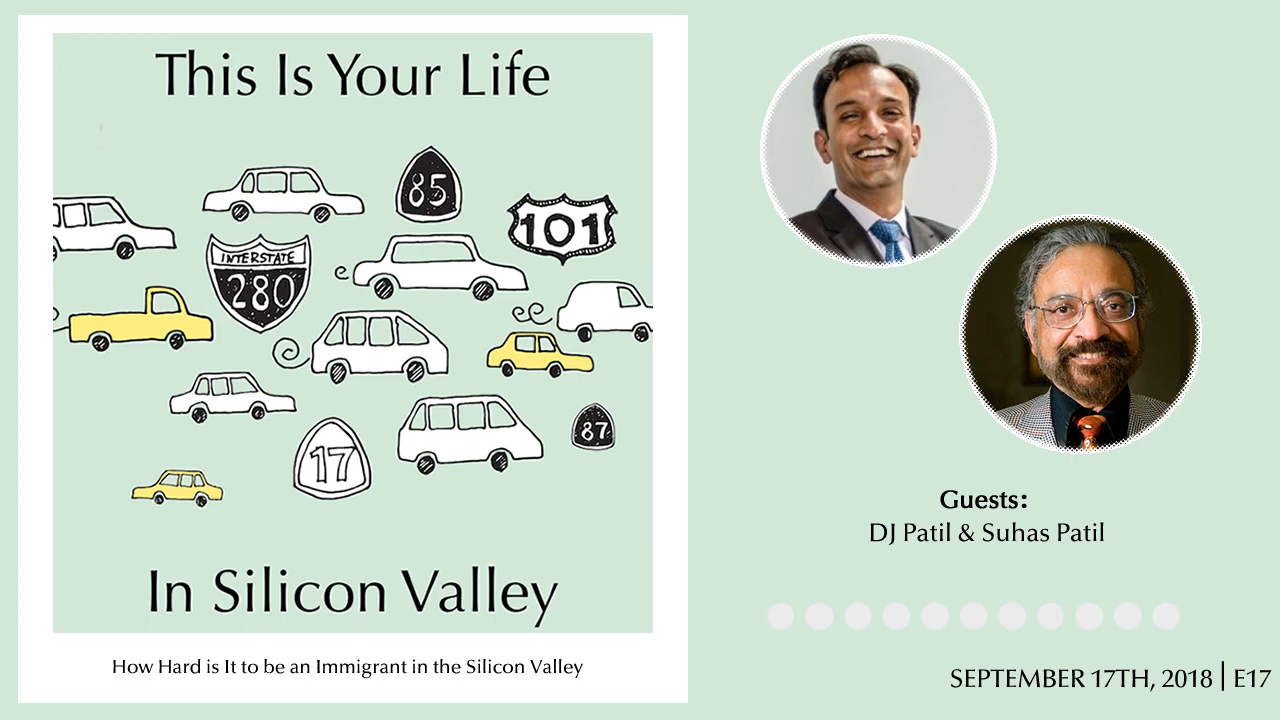 This Is Your Life
85
101
INTERSTATE
280
17
87
In Silicon Valley
How Hard is It to be an Immigrant in the Silicon Valley
Guests:
DJ Patil & Suhas Patil
SEPTEMBER 17TH, 2018 | E17